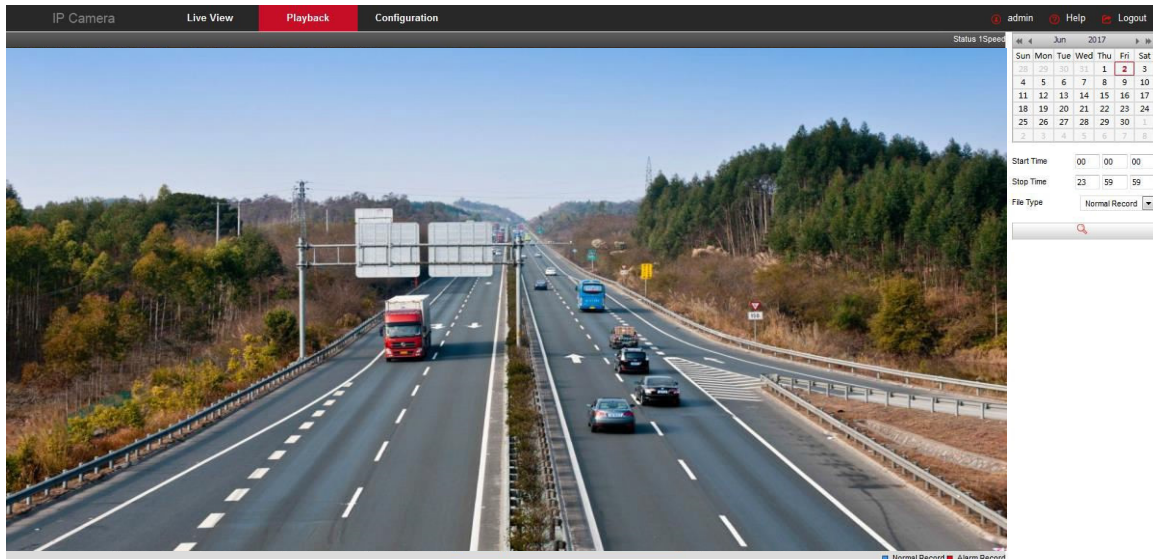 IP Camera Live View Playback Configuration admin Help Logout
Status 1Speed
Jun 2017
Sun Mon Tue Wed Thu Fri Sat
28 29 30 31 1 2 3
4 5 6 7 8 9 10
11 12 13 14 15 16 17
18 19 20 21 22 23 24
25 26 27 28 29 30 1
2 3 4 5 6 7 8
Start Time 00 00 00
Stop Time 23 59 59
File Type Normal Record
Normal Record Alarm Record